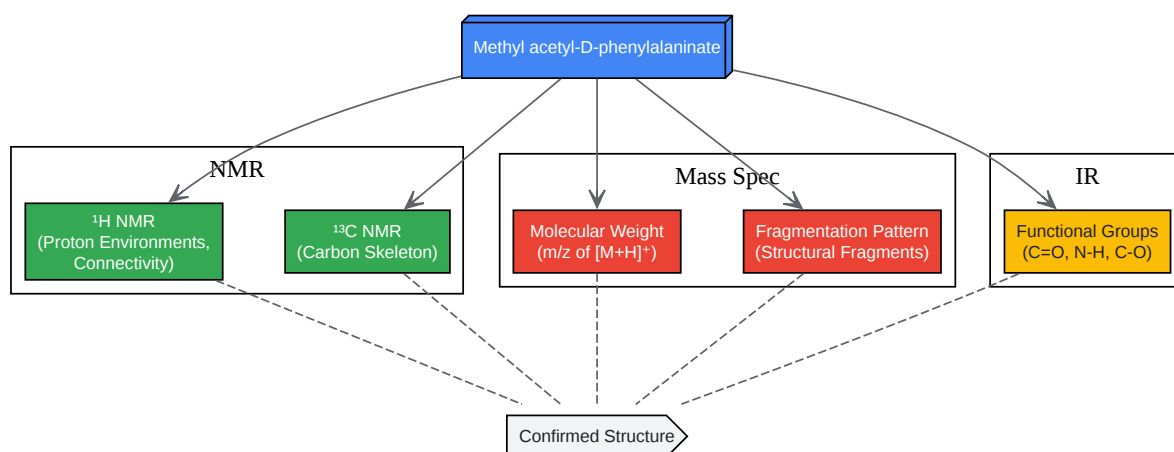 Methyl acetyl-D-phenylalaninate
NMR
Mass Spec
IR
¹H NMR
(Proton Environments,
Connectivity)
¹³C NMR
(Carbon Skeleton)
Molecular Weight
(m/z of [M+H]⁺)
Fragmentation Pattern
(Structural Fragments)
Functional Groups
(C=O, N-H, C-O)
Confirmed Structure